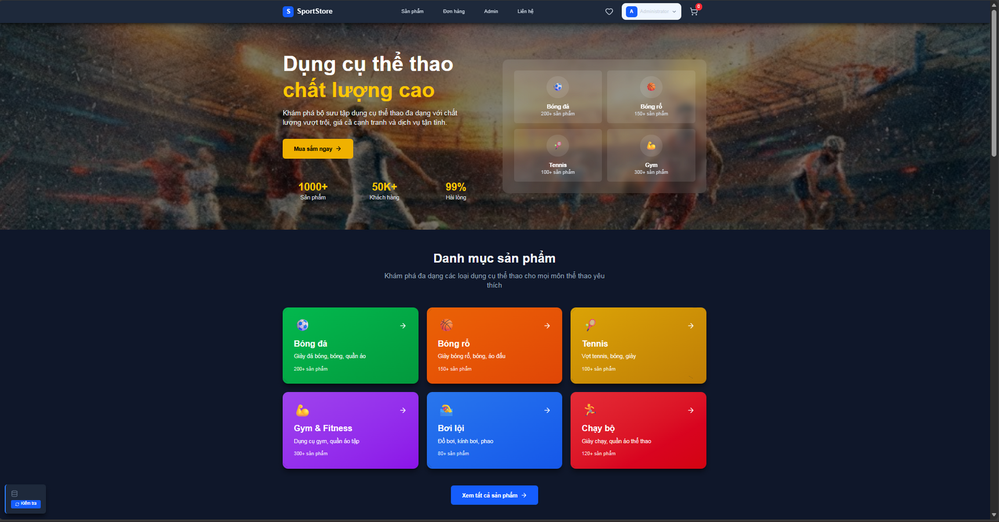 S SportStore
Sản phẩm
Đơn hàng
Admin
Liên hệ
A Administrator
0
Dụng cụ thể thao
chất lượng cao
Khám phá bộ sưu tập dụng cụ thể thao đa dạng với chất
lượng vượt trội, giá cả cạnh tranh và dịch vụ tận tình.
Mua sắm ngay →
1000+
Sản phẩm
50K+
Khách hàng
99%
Hài lòng
Bóng đá
200+ sản phẩm
Bóng rổ
150+ sản phẩm
Tennis
100+ sản phẩm
Gym
300+ sản phẩm
Danh mục sản phẩm
Khám phá đa dạng các loại dụng cụ thể thao cho mọi môn thể thao yêu
thích
Bóng đá
Giày đá bóng, bóng, quần áo
200+ sản phẩm
Bóng rổ
Giày bóng rổ, bóng, áo đấu
150+ sản phẩm
Tennis
Vợt tennis, bóng, giày
100+ sản phẩm
Gym & Fitness
Dụng cụ gym, quần áo tập
300+ sản phẩm
Bơi lội
Đồ bơi, kính bơi, phao
80+ sản phẩm
Chạy bộ
Giày chạy, quần áo thể thao
120+ sản phẩm
Xem tất cả sản phẩm →
Kiểm tra